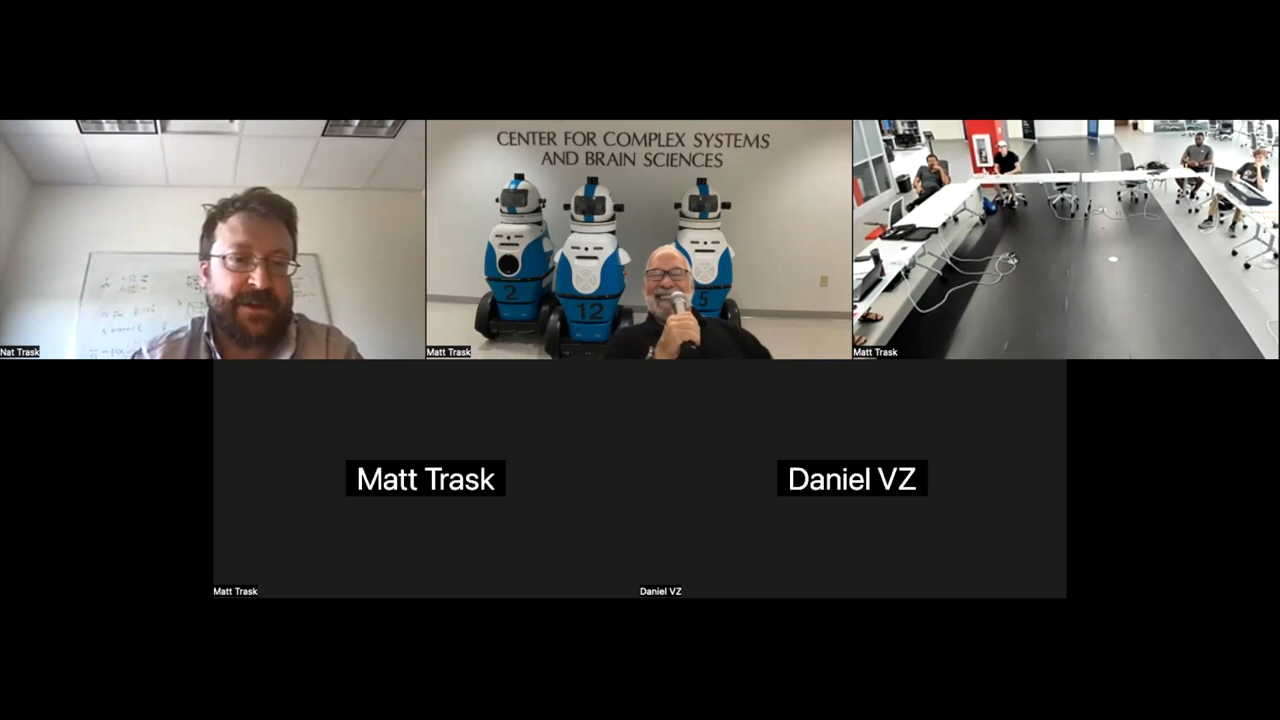 CENTER FOR COMPLEX SYSTEMS
AND BRAIN SCIENCES
2
12
5
Nat Trask
Matt Trask
Matt Trask
Matt Trask
Daniel VZ
Matt Trask
Daniel VZ